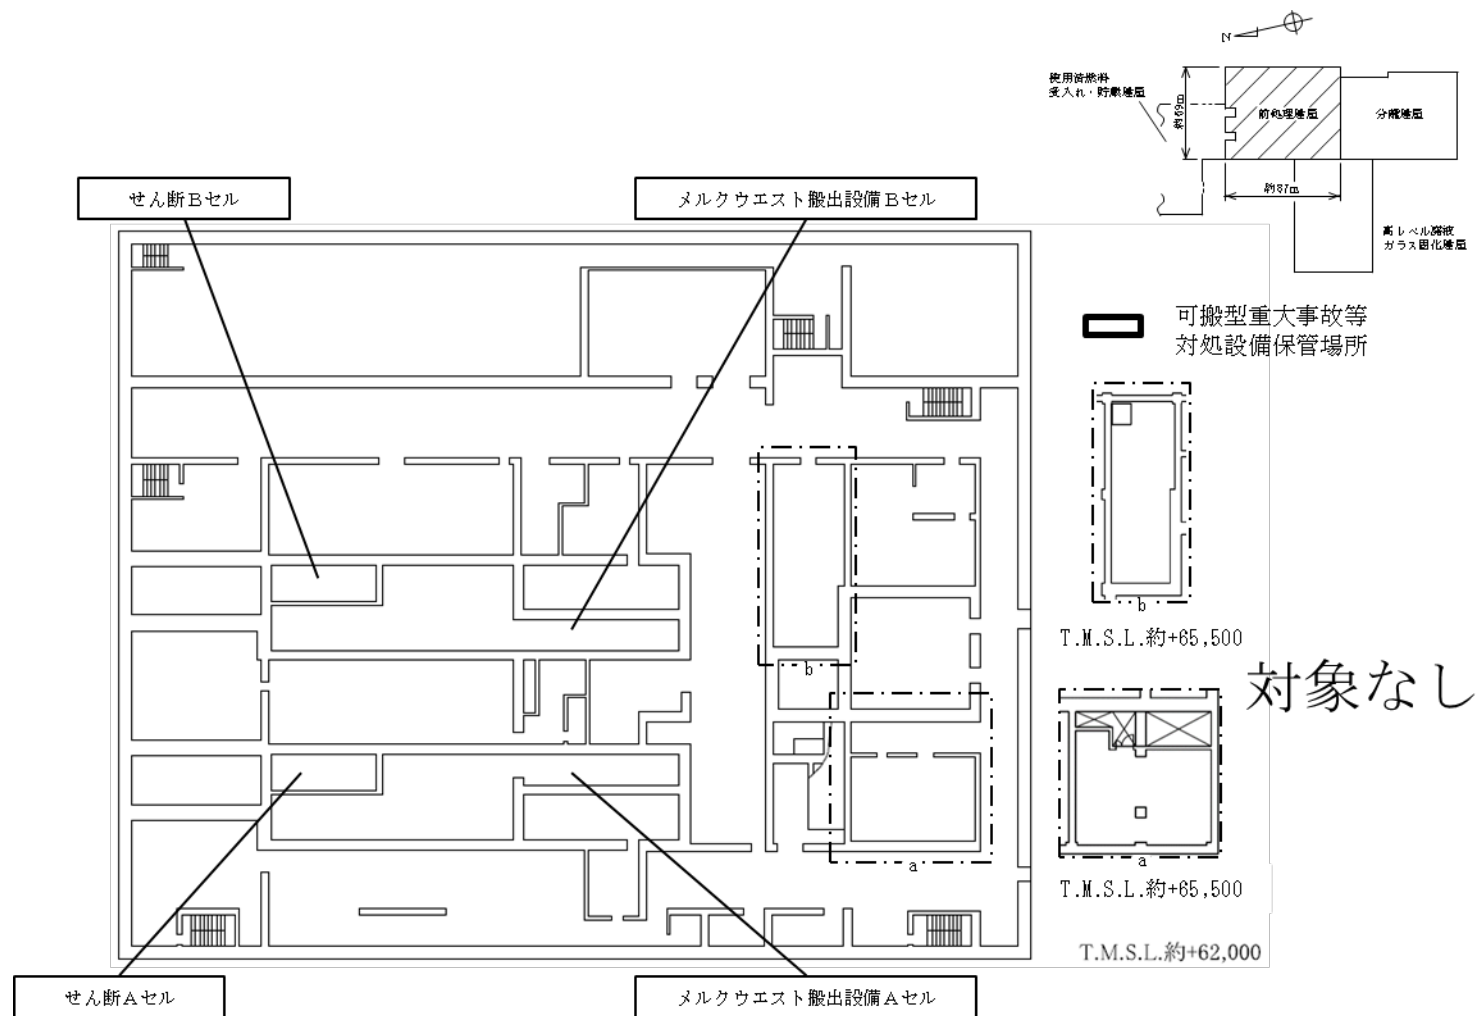 N
使用済燃料
受入れ・貯蔵建屋
約69m
前処理建屋
分離建屋
約87m
高レベル廃液
ガラス固化建屋
せん断Bセル
メルクウエスト搬出設備Bセル
可搬型重大事故等
対処設備保管場所
b
T.M.S.L.約+65,500
b
対象なし
a
a
T.M.S.L.約+65,500
T.M.S.L.約+62,000
せん断Aセル
メルクウエスト搬出設備Aセル